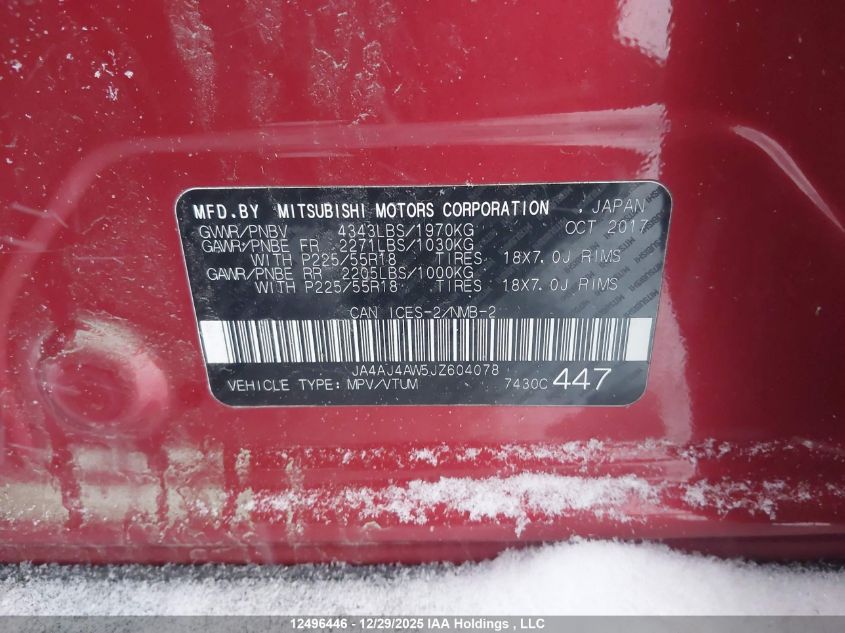 MFD.BY MITSUBISHI MOTORS CORPORATION , JAPAN
GVWR/PNBV 4343LBS/1970KG OCT 2017
GAWR/PNBE FR 2271LBS/1030KG
WITH P225/55R18 TIRES 18X7.0J RIMS
GAWR/PNBE RR 2205LBS/1000KG
WITH P225/55R18 TIRES 18X7.0J RIMS
CAN ICES-2/NMB-2
JA4AJ4AW5JZ604078
VEHICLE TYPE:MPV/VTUM 7430C 447
12496446 - 12/29/2025 IAA Holdings , LLC